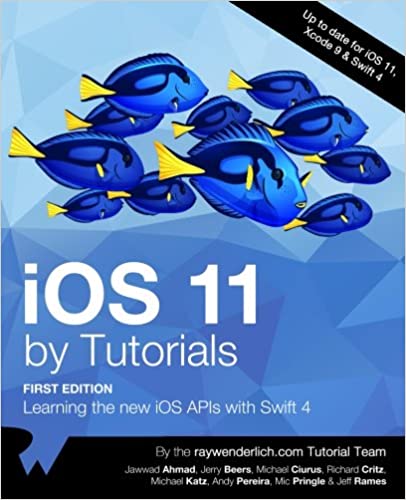 Up to date for iOS 11,
Xcode 9 & Swift 4
iOS 11
by Tutorials
FIRST EDITION
Learning the new iOS APIs with Swift 4
By the raywenderlich.com Tutorial Team
Jawwad Ahmad, Jerry Beers, Michael Ciurus, Richard Critz,
Michael Katz, Andy Pereira, Mic Pringle & Jeff Rames